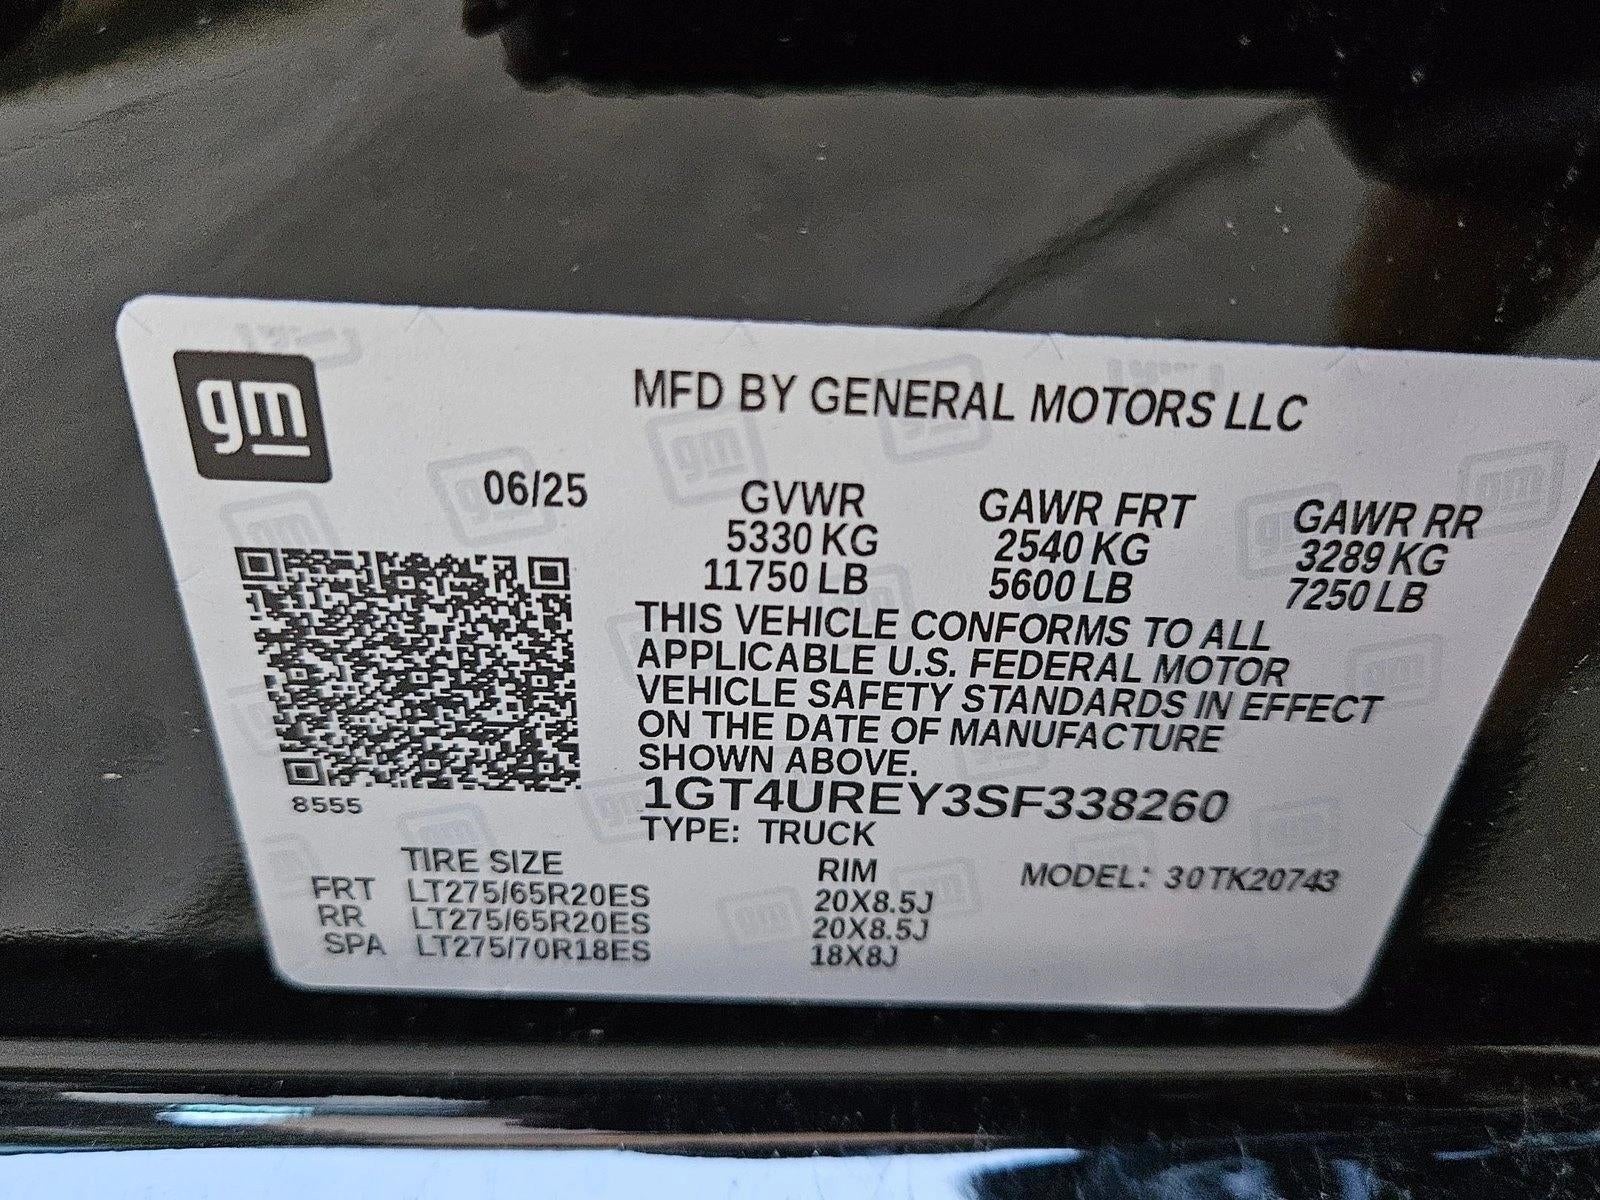 gm
MFD BY GENERAL MOTORS LLC
06/25
GVWR GAWR FRT GAWR RR
5330 KG 2540 KG 3289 KG
11750 LB 5600 LB 7250 LB
THIS VEHICLE CONFORMS TO ALL
APPLICABLE U.S. FEDERAL MOTOR
VEHICLE SAFETY STANDARDS IN EFFECT
ON THE DATE OF MANUFACTURE
SHOWN ABOVE.
1GT4UREY3SF338260
8555
TYPE: TRUCK
TIRE SIZE RIM MODEL: 30TK20743
FRT LT275/65R20ES 20X8.5J
RR LT275/65R20ES 20X8.5J
SPA LT275/70R18ES 18X8J